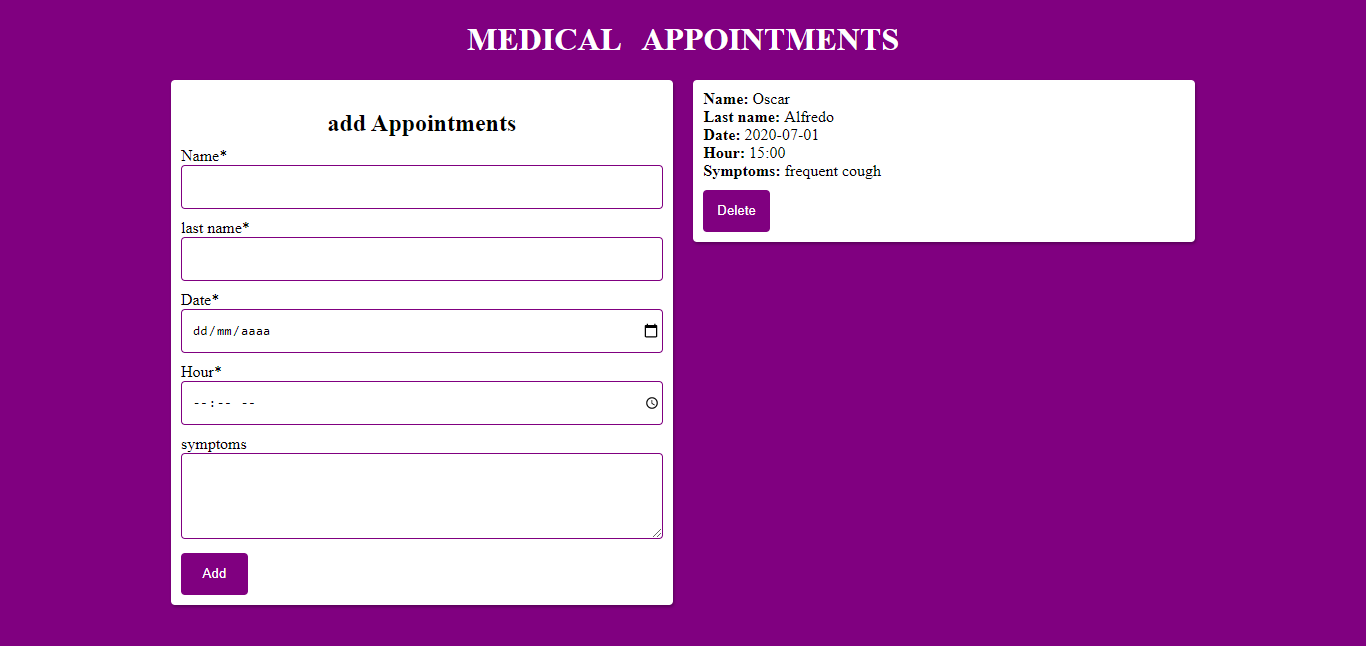 MEDICAL APPOINTMENTS
add Appointments
Name*
last name*
Date*
dd/mm/aaaa
Hour*
--:-- --
symptoms
Add
Name: Oscar
Last name: Alfredo
Date: 2020-07-01
Hour: 15:00
Symptoms: frequent cough
Delete